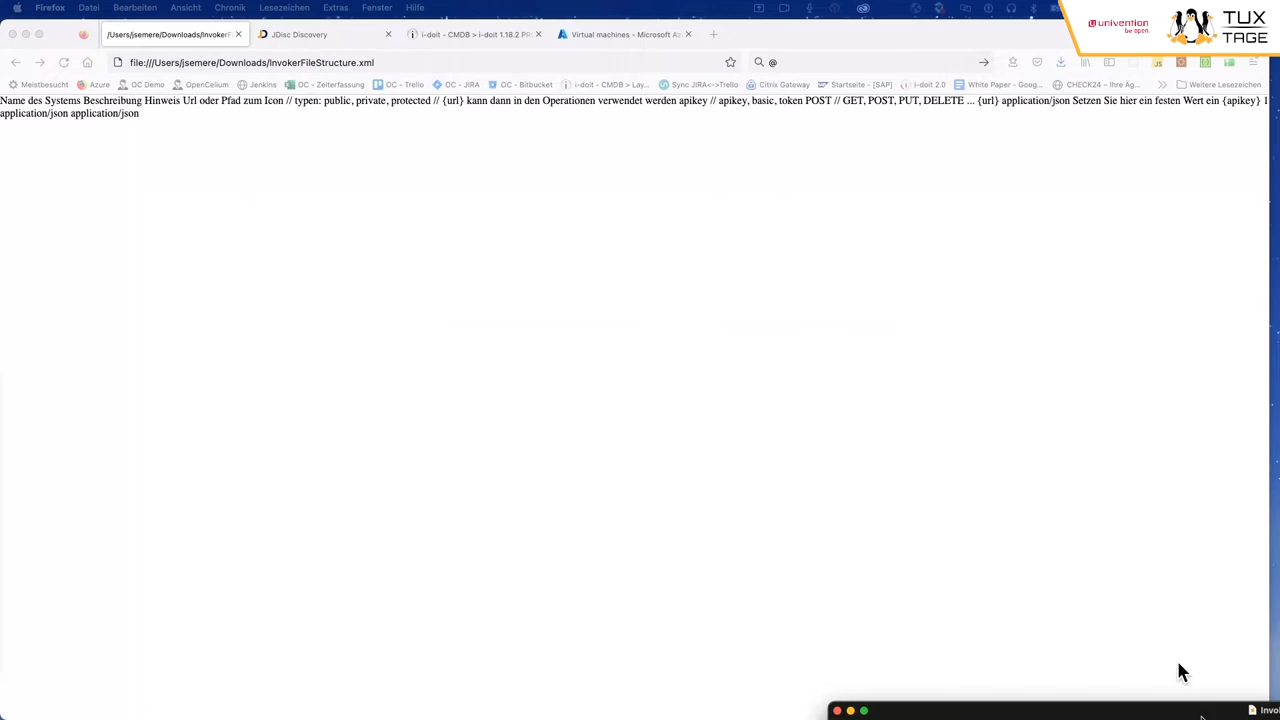 Firefox Datei Bearbeiten Ansicht Chronik Lesezeichen Extras Fenster Hilfe
univention
be open.
TUX
TAGE
/Users/jsemere/Downloads/InvokerF
JDisc Discovery
i-doit - CMDB > i-doit 1.18.2 PR
Virtual machines - Microsoft Az
file:///Users/jsemere/Downloads/InvokerFileStructure.xml
@
Meistbesucht Azure OC Demo OpenCelium Jenkins OC - Zeiterfassung OC - Trello OC - JIRA OC - Bitbucket i-doit - CMDB > Lay... Sync JIRA<->Trello Citrix Gateway Startseite - [SAP] i-doit 2.0 White Paper - Goog... CHECK24 – Ihre Äg... Weitere Lesezeichen
Name des Systems Beschreibung Hinweis Url oder Pfad zum Icon // typen: public, private, protected // {url} kann dann in den Operationen verwendet werden apikey // apikey, basic, token POST // GET, POST, PUT, DELETE ... {url} application/json Setzen Sie hier ein festen Wert ein {apikey}
application/json application/json
Invo